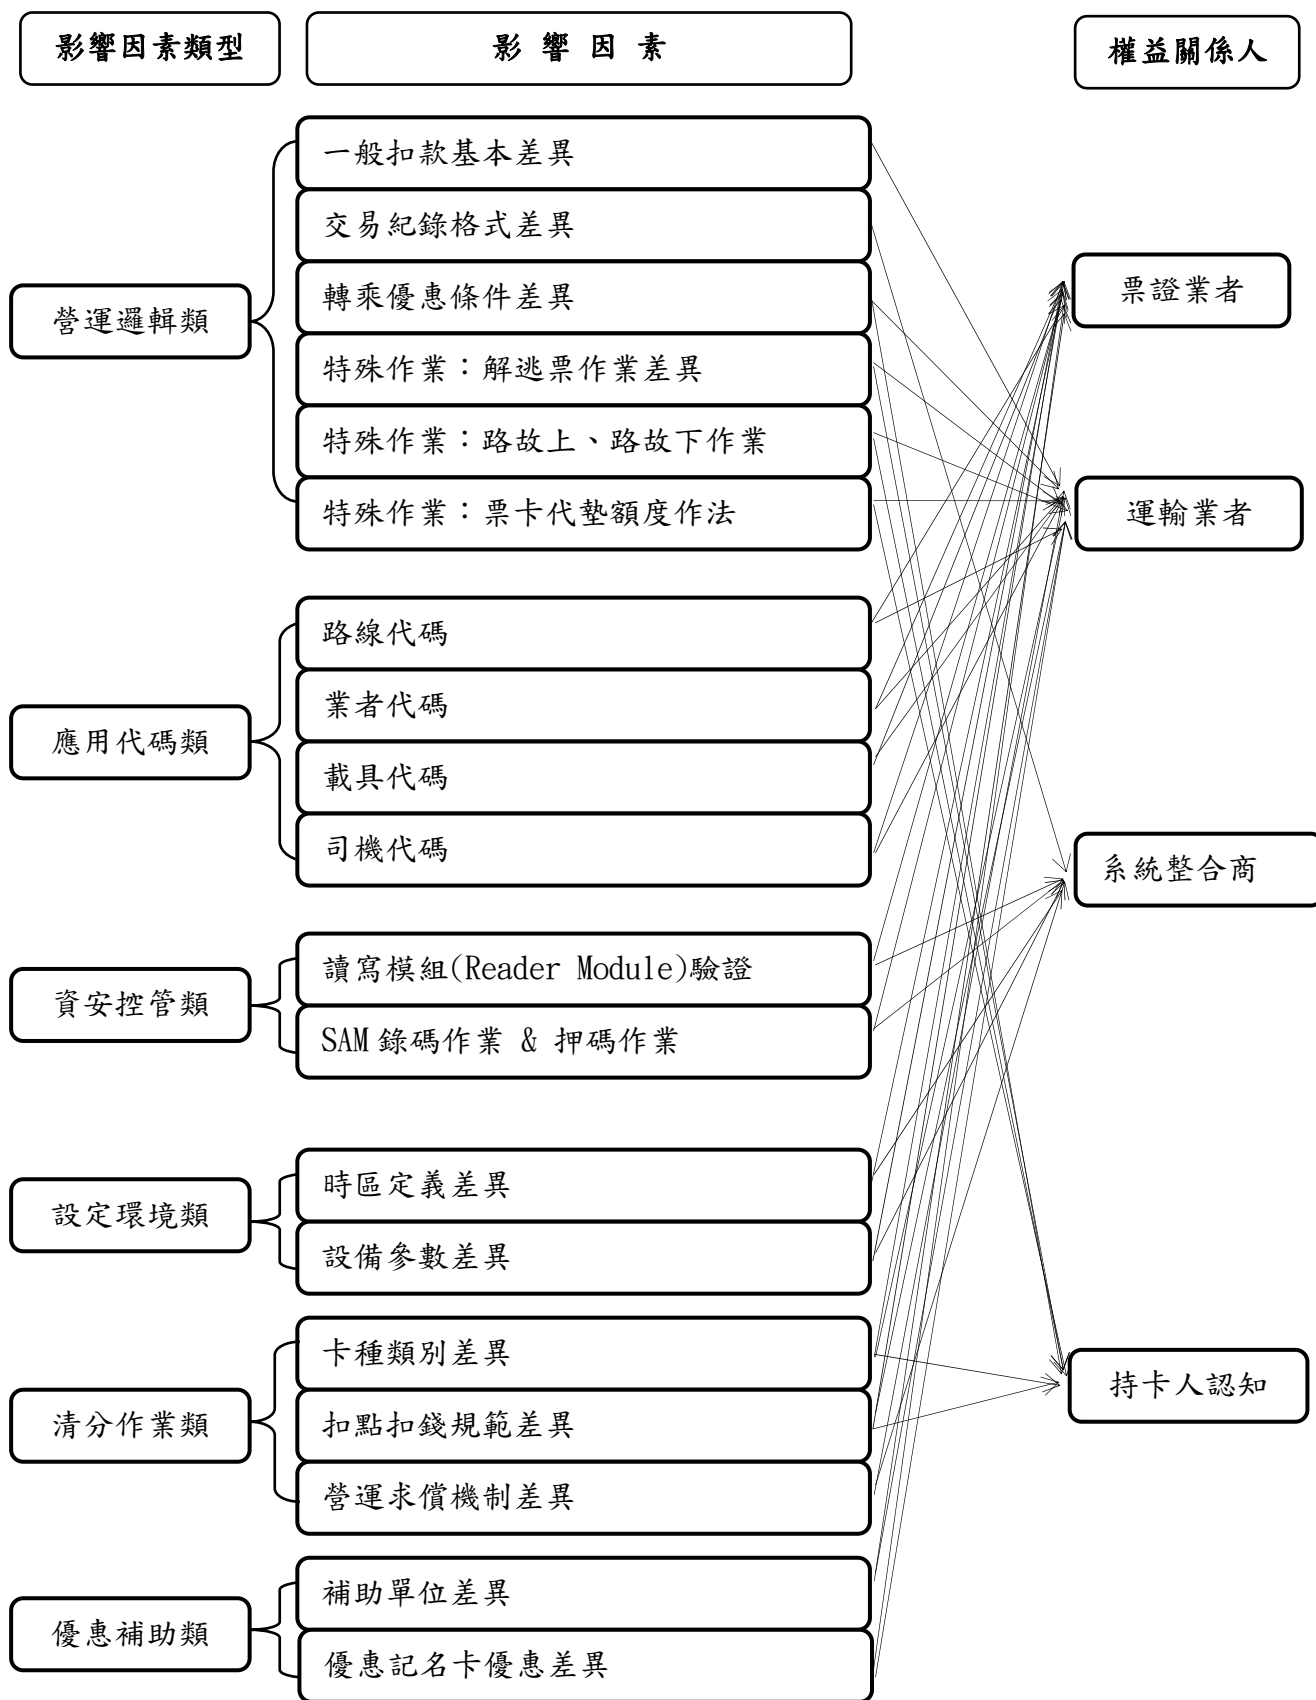 影響因素類型
影 響 因 素
權益關係人
一般扣款基本差異
交易紀錄格式差異
轉乘優惠條件差異
特殊作業：解逃票作業差異
特殊作業：路故上、路故下作業
特殊作業：票卡代墊額度作法
營運邏輯類
路線代碼
業者代碼
載具代碼
司機代碼
應用代碼類
讀寫模組(Reader Module)驗證
SAM 錄碼作業 & 押碼作業
資安控管類
時區定義差異
設備參數差異
設定環境類
卡種類別差異
扣點扣錢規範差異
營運求償機制差異
清分作業類
補助單位差異
優惠記名卡優惠差異
優惠補助類
票證業者
運輸業者
系統整合商
持卡人認知